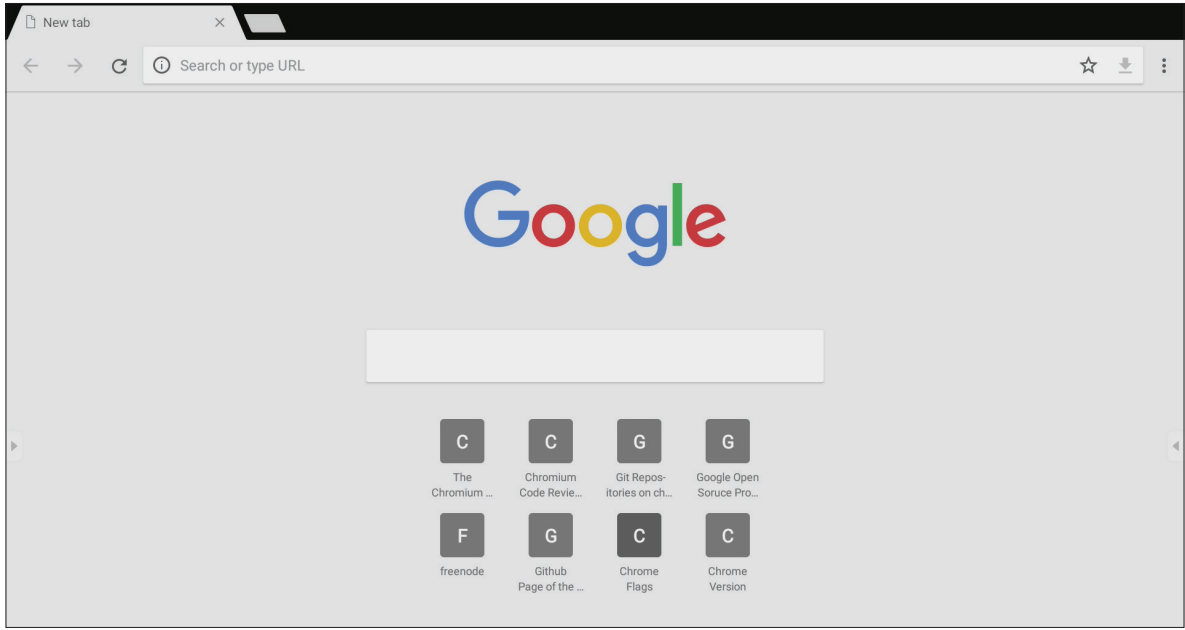 New tab
Search or type URL
Google
C C G G
The Chromium Git Repos- Google Open
Chromium ... Code Revie... itories on ch... Soruce Pro...
F G C C
freenode Github Chrome Chrome
Page of the ... Flags Version